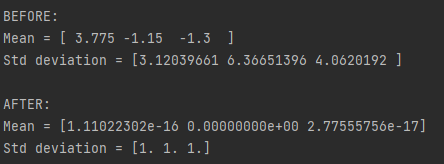 BEFORE:
Mean = [ 3.775 -1.15  -1.3  ]
Std deviation = [3.12039661 6.36651396 4.0620192 ]
AFTER:
Mean = [1.11022302e-16 0.00000000e+00 2.77555756e-17]
Std deviation = [1. 1. 1.]